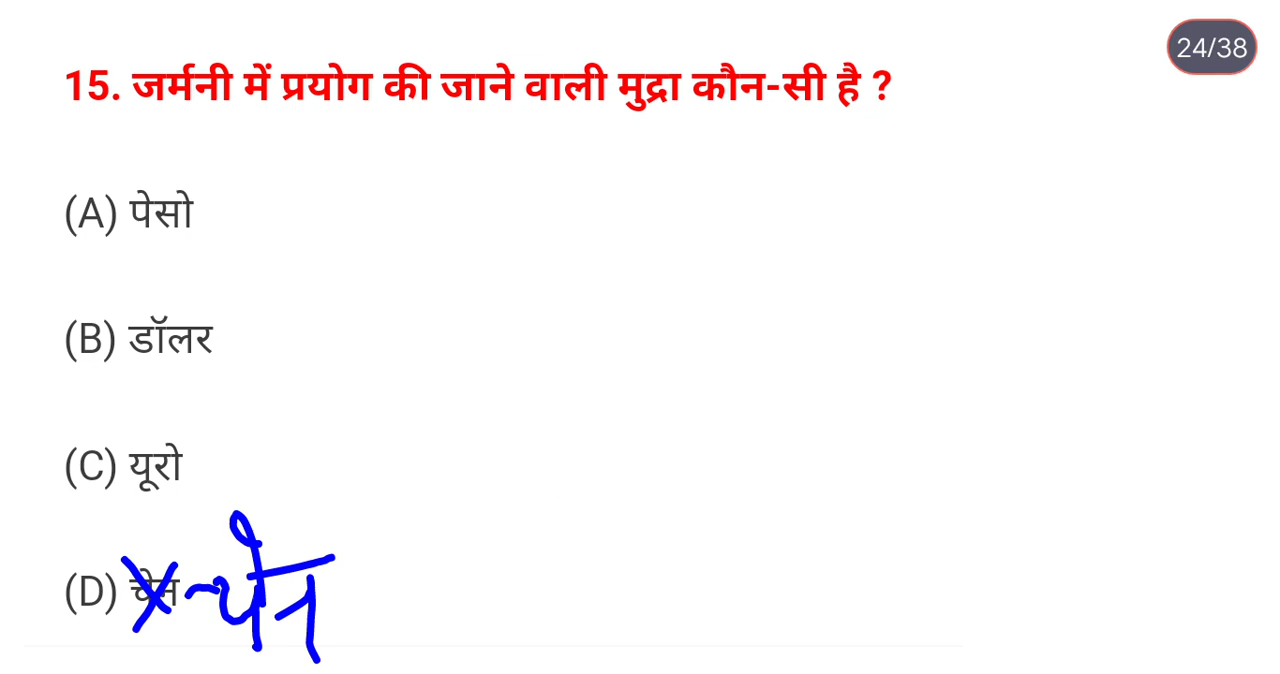 24/38
15. जर्मनी में प्रयोग की जाने वाली मुद्रा कौन-सी है ?
(A) पेसो
(B) डॉलर
(C) यूरो
(D) चेन येन